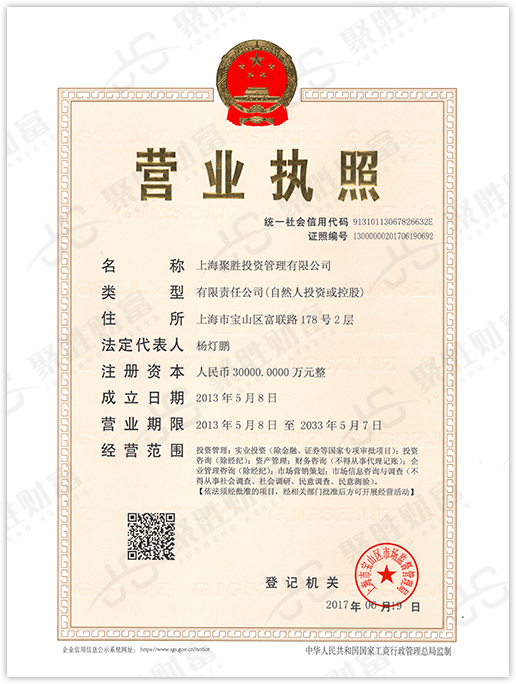 营业执照
统一社会信用代码 91310113067826632E
证照编号 13000000201706190692
名称 上海聚胜投资管理有限公司
类型 有限责任公司(自然人投资或控股)
住所 上海市宝山区富联路178号2层
法定代表人 杨灯鹏
注册资本 人民币30000.0000万元整
成立日期 2013年5月8日
营业期限 2013年5月8日 至 2033年5月7日
经营范围 投资管理；实业投资（除金融、证券等国家专项审批项目）；投资
咨询（除经纪）；资产管理；财务咨询（不得从事代理记账）；企
业管理咨询（除经纪）；市场营销策划；市场信息咨询与调查（不
得从事社会调查、社会调研、民意调查、民意测验）。
【依法须经批准的项目，经相关部门批准后方可开展经营活动】
登记机关
上海市宝山区市场监督管理局
2017年06月19日
企业信用信息公示系统网址：https://www.sgs.gov.cn/notice
中华人民共和国国家工商行政管理总局监制
聚胜财富
JUSHENG WEALTH